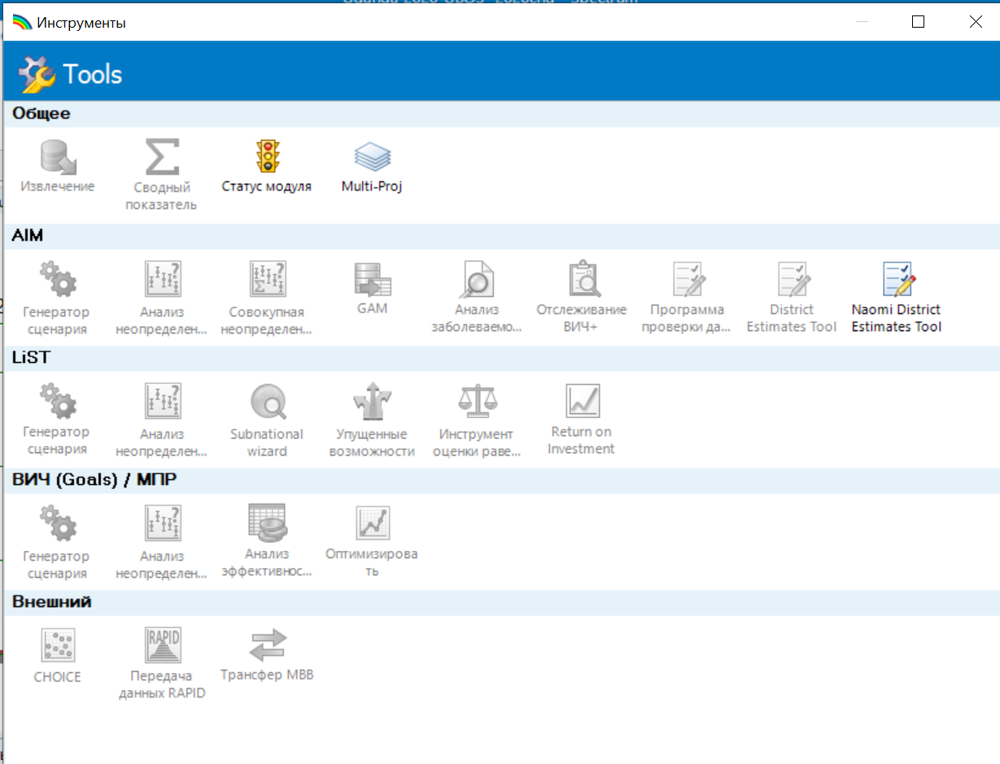 Инструменты
Tools
Общее
Извлечение
Сводный
показатель
Статус модуля
Multi-Proj
AIM
Генератор
сценария
Анализ
неопределен...
Совокупная
неопределен...
GAM
Анализ
заболеваемо...
Отслеживание
ВИЧ+
Программа
проверки да...
District
Estimates Tool
Naomi District
Estimates Tool
LiST
Генератор
сценария
Анализ
неопределен...
Subnational
wizard
Упущенные
возможности
Инструмент
оценки раве...
Return on
Investment
ВИЧ (Goals) / МПР
Генератор
сценария
Анализ
неопределен...
Анализ
эффективнос...
Оптимизирова
ть
Внешний
CHOICE
RAPID
Передача
данных RAPID
Трансфер MBB